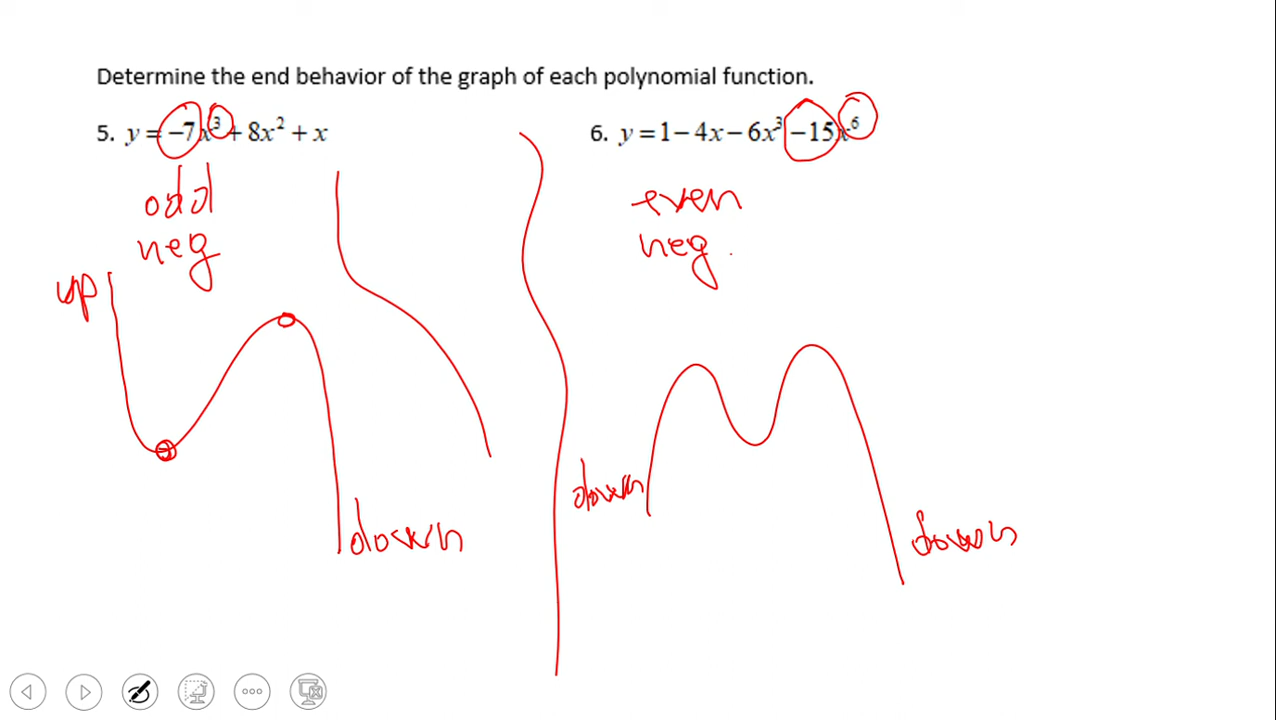 Determine the end behavior of the graph of each polynomial function.
5. y = −7x³ + 8x² + x
odd
neg
up
down
6. y = 1 − 4x − 6x³ − 15x⁶
even
neg.
down
down